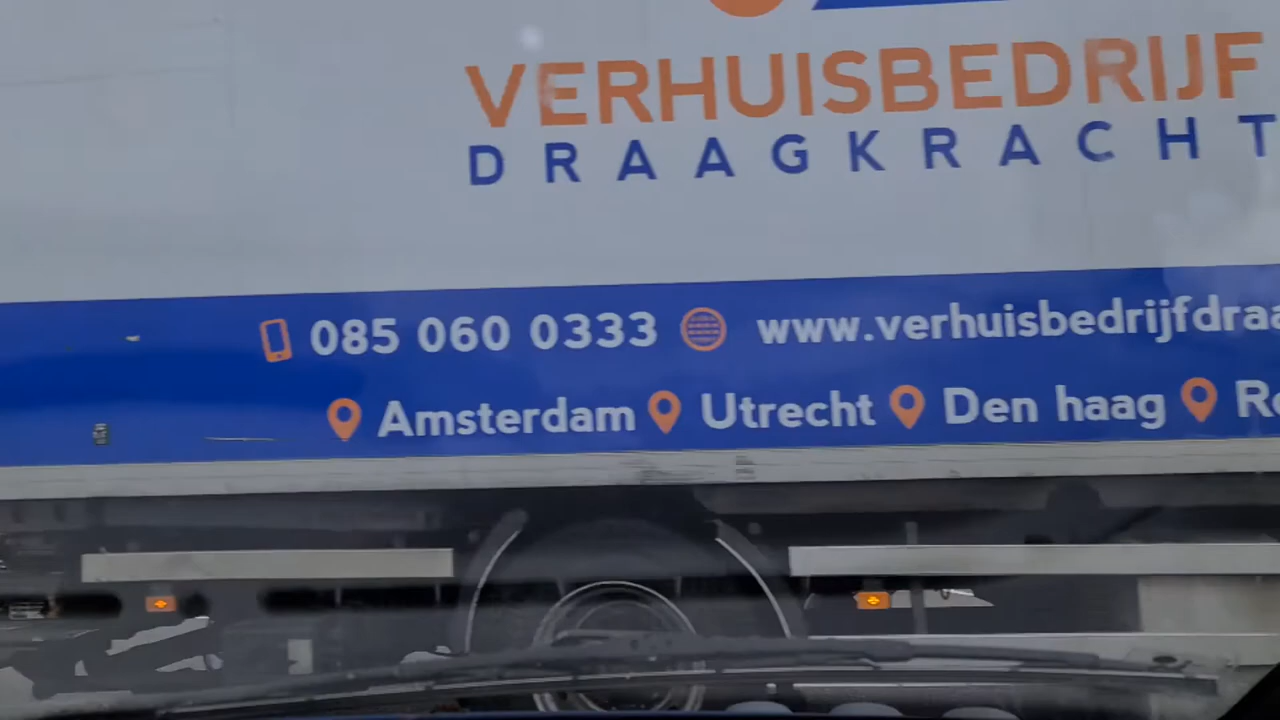 VERHUISBEDRIJF
DRAAGKRACHT
085 060 0333 www.verhuisbedrijfdraa
Amsterdam Utrecht Den haag